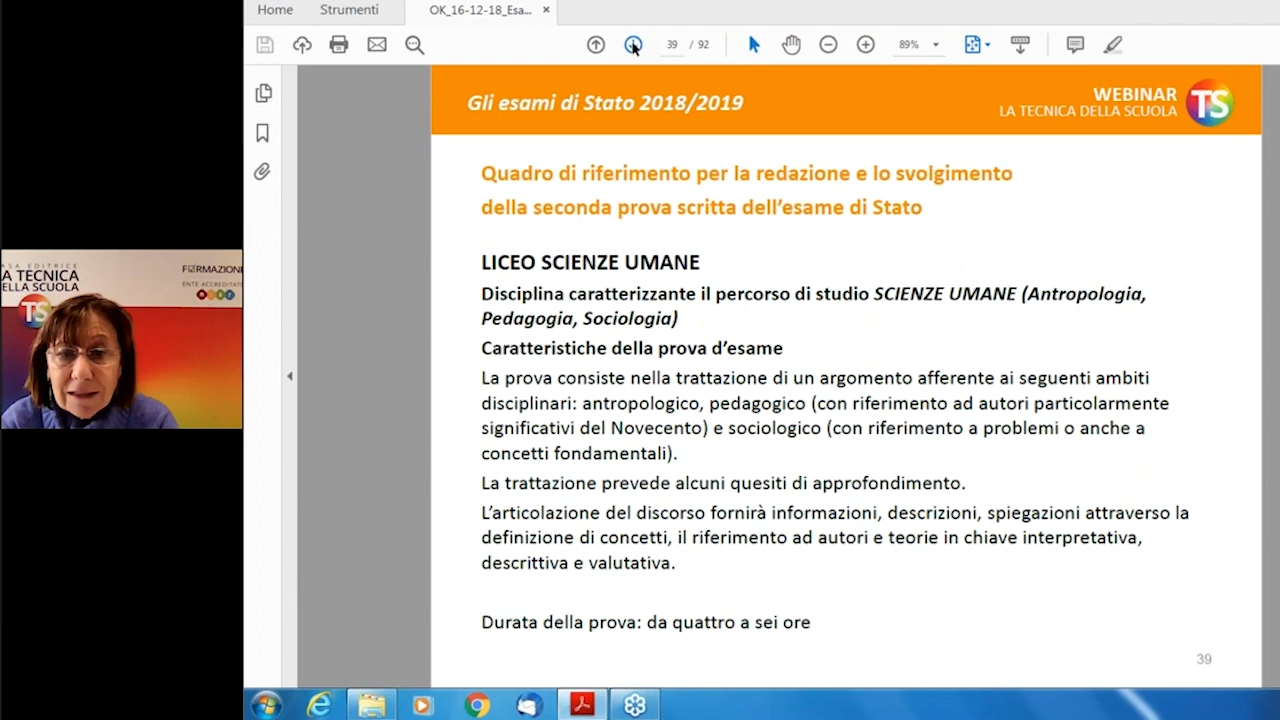 Home
Strumenti
OK_16-12-18_Esa...
39 / 92
89%
Gli esami di Stato 2018/2019
WEBINAR
LA TECNICA DELLA SCUOLA
TS
Quadro di riferimento per la redazione e lo svolgimento
della seconda prova scritta dell'esame di Stato
LICEO SCIENZE UMANE
Disciplina caratterizzante il percorso di studio SCIENZE UMANE (Antropologia,
Pedagogia, Sociologia)
Caratteristiche della prova d'esame
La prova consiste nella trattazione di un argomento afferente ai seguenti ambiti
disciplinari: antropologico, pedagogico (con riferimento ad autori particolarmente
significativi del Novecento) e sociologico (con riferimento a problemi o anche a
concetti fondamentali).
La trattazione prevede alcuni quesiti di approfondimento.
L'articolazione del discorso fornirà informazioni, descrizioni, spiegazioni attraverso la
definizione di concetti, il riferimento ad autori e teorie in chiave interpretativa,
descrittiva e valutativa.
Durata della prova: da quattro a sei ore
39
ASA EDITRICE
A TECNICA
ELLA SCUOLA
TS
FORMAZIONE
ENTE ACCREDITATO
MIUR